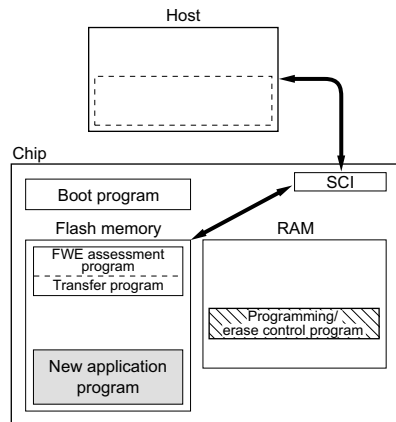 Host
Chip
SCI
Boot program
Flash memory
RAM
FWE assessment
program
Transfer program
Programming/
erase control program
New application
program